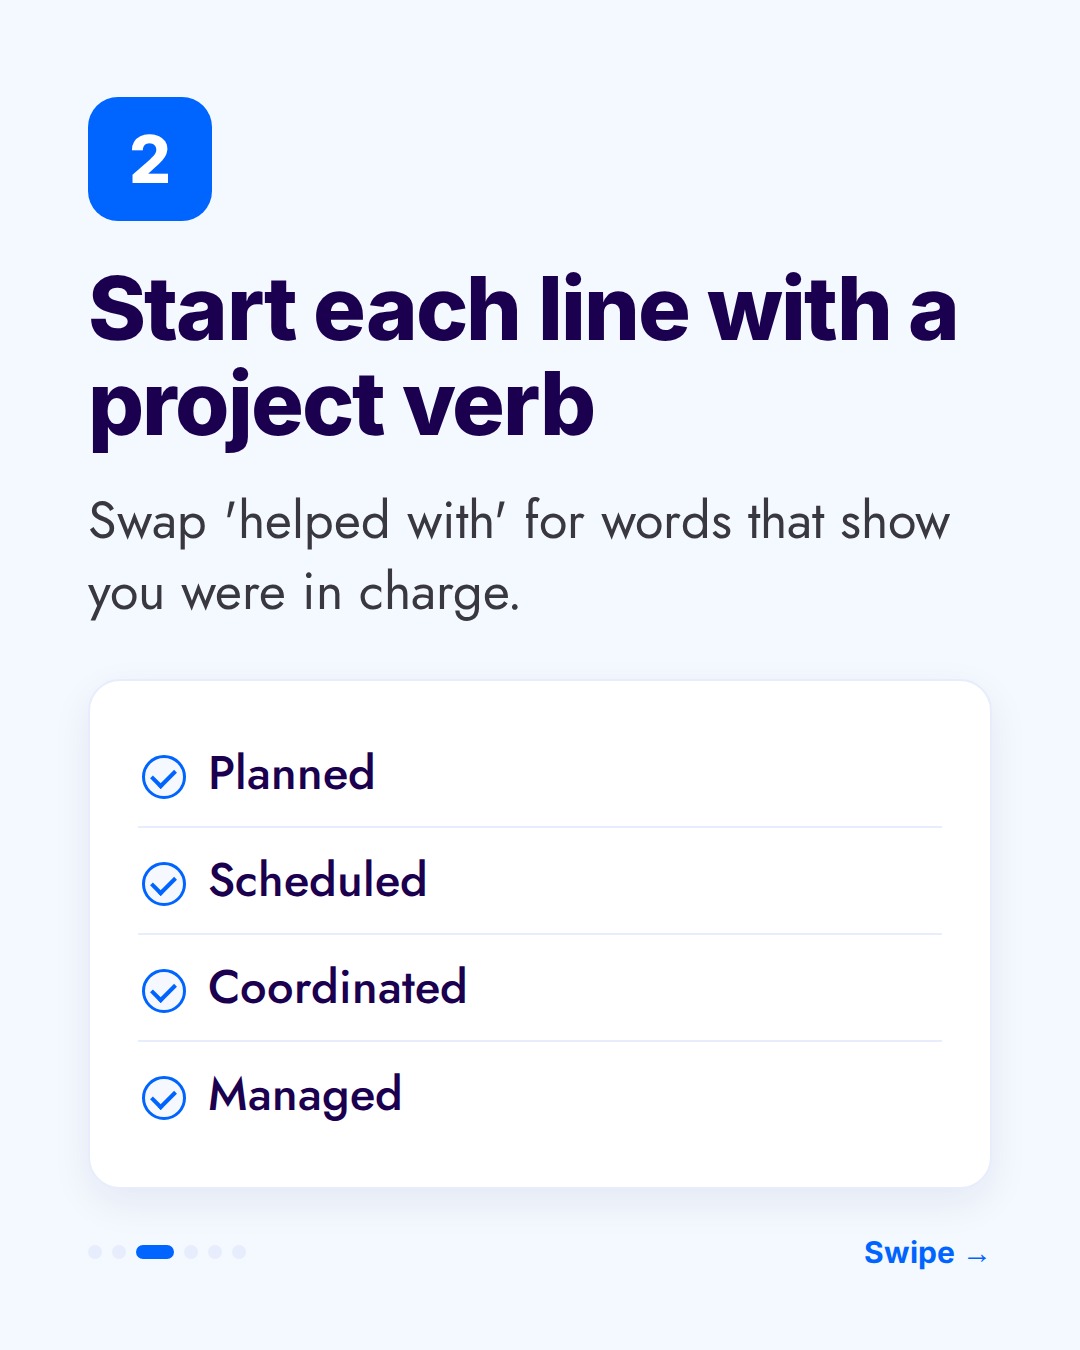 2
Start each line with a
project verb
Swap 'helped with' for words that show
you were in charge.
Planned
Scheduled
Coordinated
Managed
Swipe →